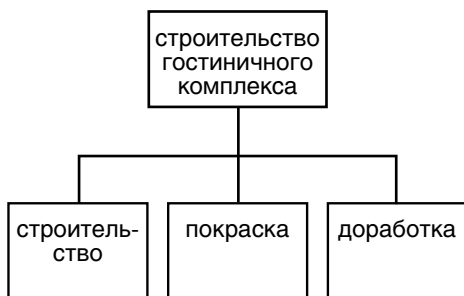 строительство
гостиничного
комплекса
строитель-
ство
покраска
доработка